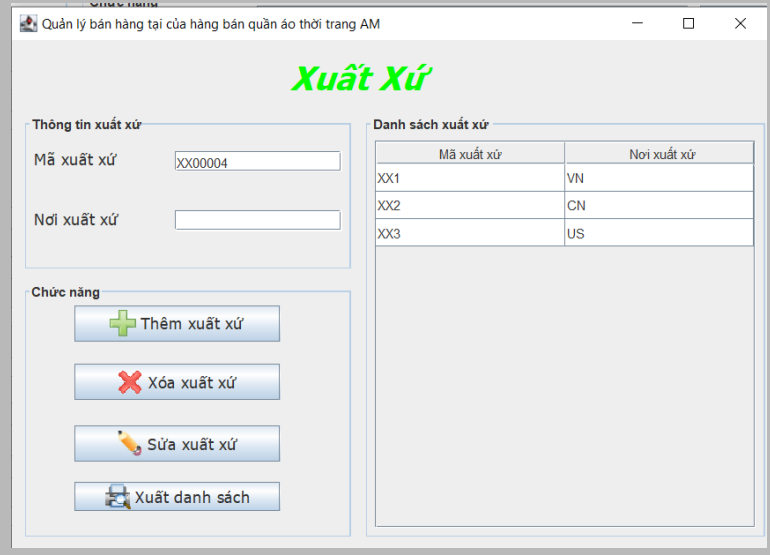 Chức năng
Quản lý bán hàng tại của hàng bán quần áo thời trang AM
Xuất Xứ
Thông tin xuất xứ
Mã xuất xứ
XX00004
Nơi xuất xứ
Chức năng
Thêm xuất xứ
Xóa xuất xứ
Sửa xuất xứ
Xuất danh sách
Danh sách xuất xứ
Mã xuất xứ Nơi xuất xứ
XX1 VN
XX2 CN
XX3 US